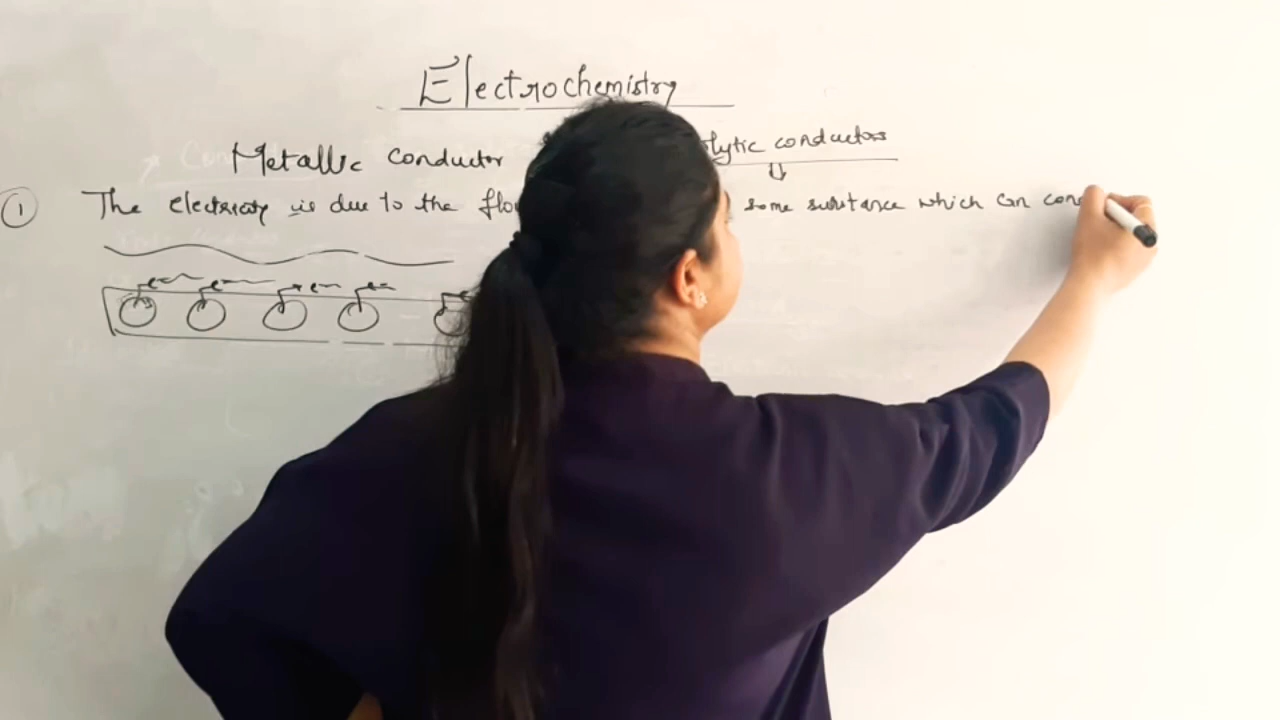 Electrochemistry
Metallic conductor lytic conductors
① The electricity is due to the flo some substance which can con
e- e- e- e-